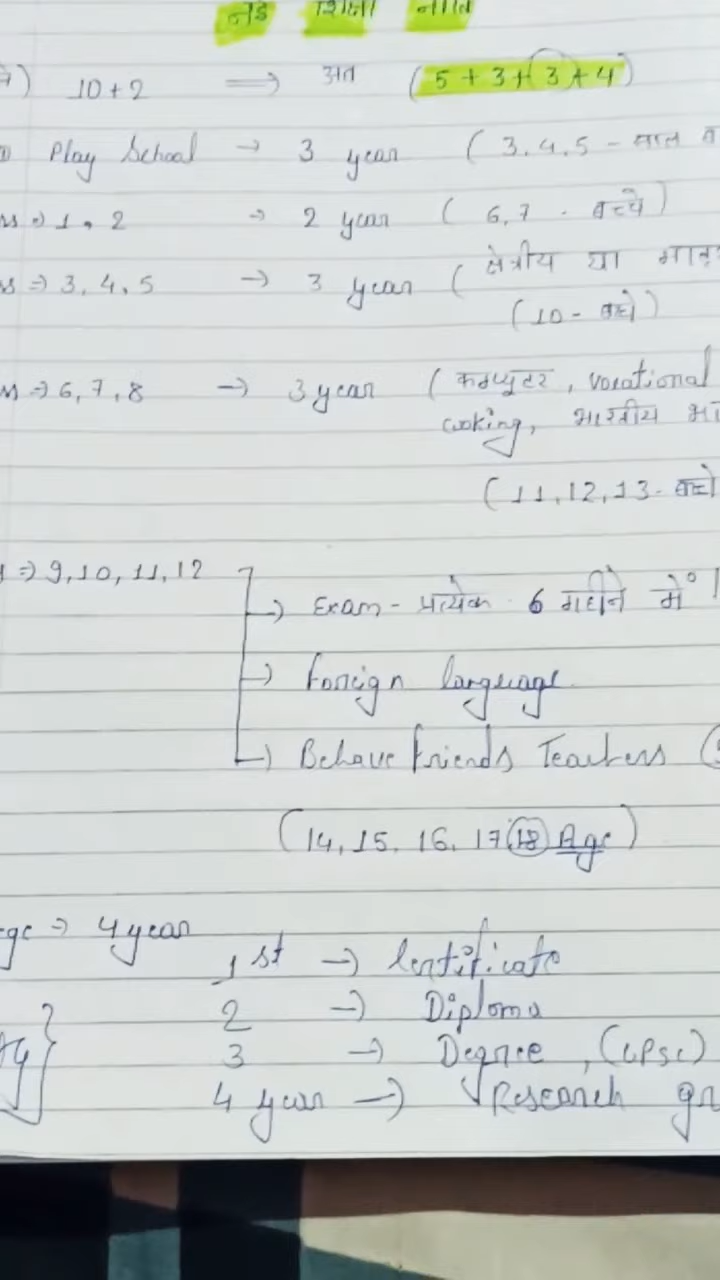 नई शिक्षा नीति
10+2 ⟹ अब (5+3+3+4)
Play School → 3 year (3,4,5 - साल
⇒ 1, 2 → 2 year (6,7 - बच्चे)
⇒ 3, 4, 5 → 3 year (क्षेत्रीय या
(10 - बच्चे)
⇒ 6, 7, 8 → 3 year (कम्प्युटर, vocational
cooking, भारतीय
(11, 12, 13 - बच्चे
⇒ 9, 10, 11, 12
→ Exam - प्रत्येक 6 महीने में
→ Foreign language
→ Behave friends Teachers
(14, 15, 16, 17 18 Age)
⇒ 4 year
1st → Certificate
2 → Diploma
3 → Degree, (UPSC)
4 year → Research